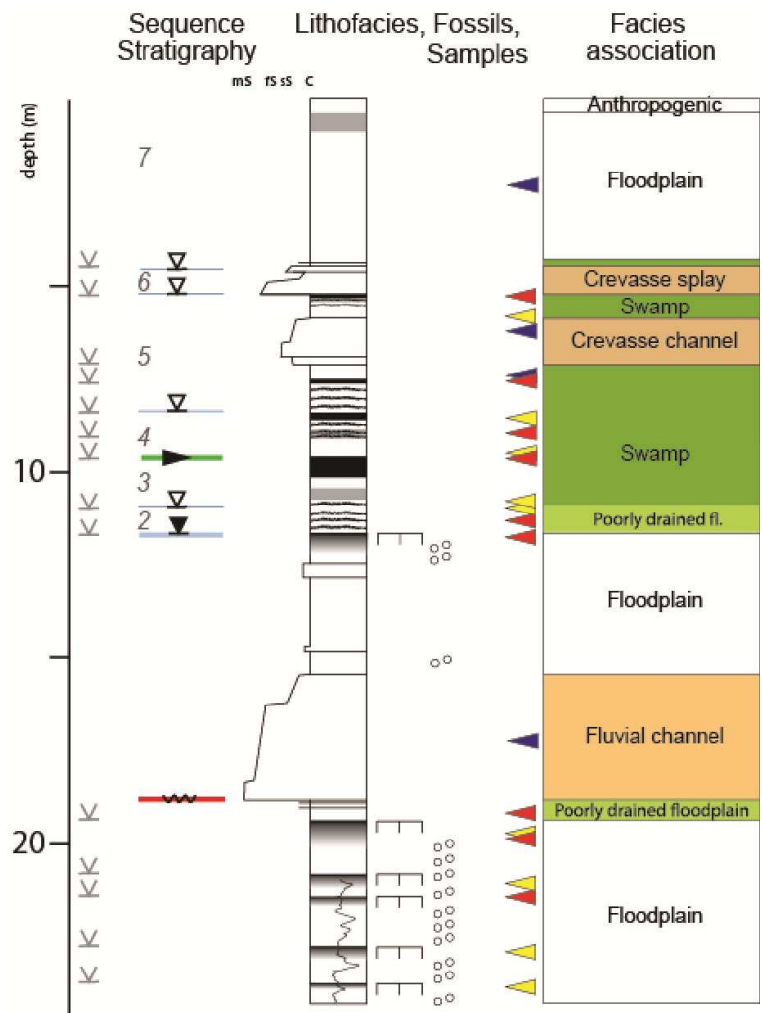 Sequence
Stratigraphy
Lithofacies, Fossils,
Samples
Facies
association
mS fS sS C
depth (m)
Anthropogenic
7
Floodplain
6
Crevasse splay
Swamp
5
Crevasse channel
4
10
Swamp
3
2
Poorly drained fl.
Floodplain
Fluvial channel
Poorly drained floodplain
20
Floodplain